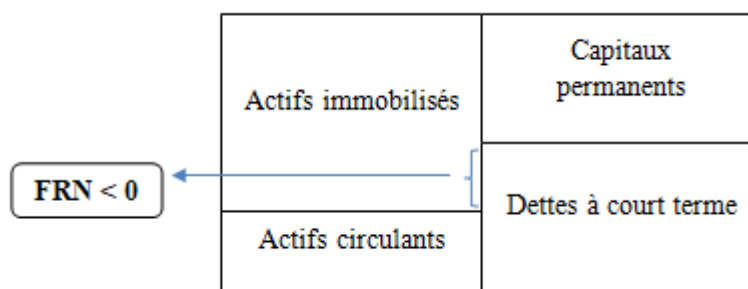 Capitaux
permanents
Actifs immobilisés
FRN < 0
Dettes à court terme
Actifs circulants